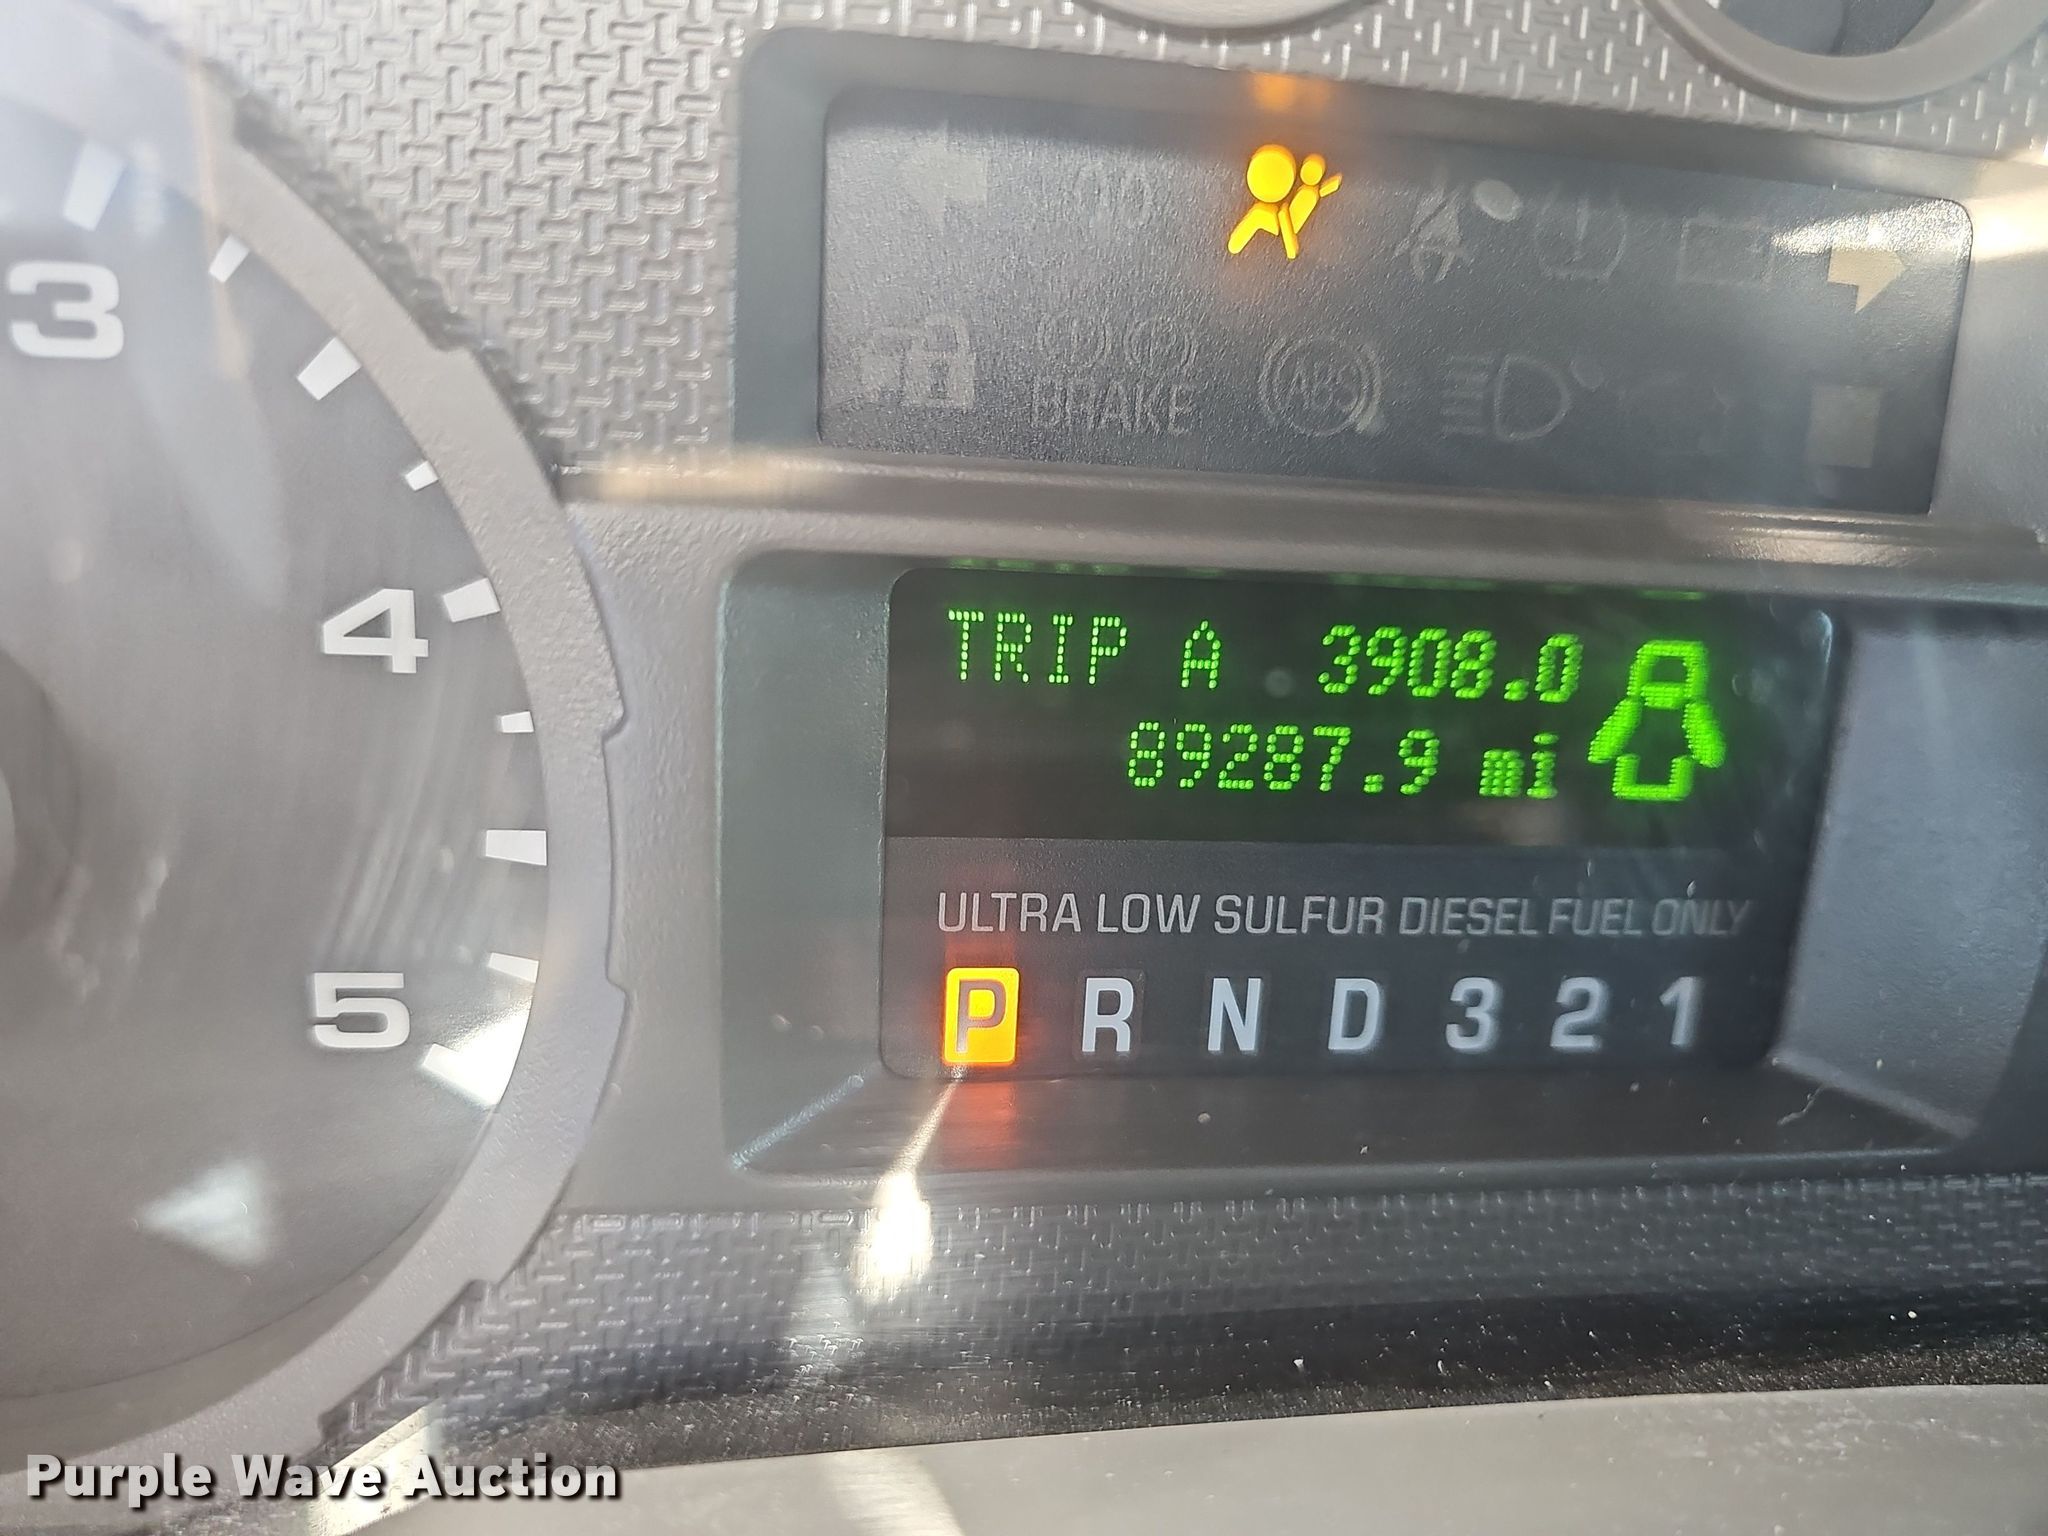 3
4
5
BRAKE
ABS
TRIP A 3908.0
89287.9 mi
ULTRA LOW SULFUR DIESEL FUEL ONLY
P R N D 3 2 1
Purple Wave Auction